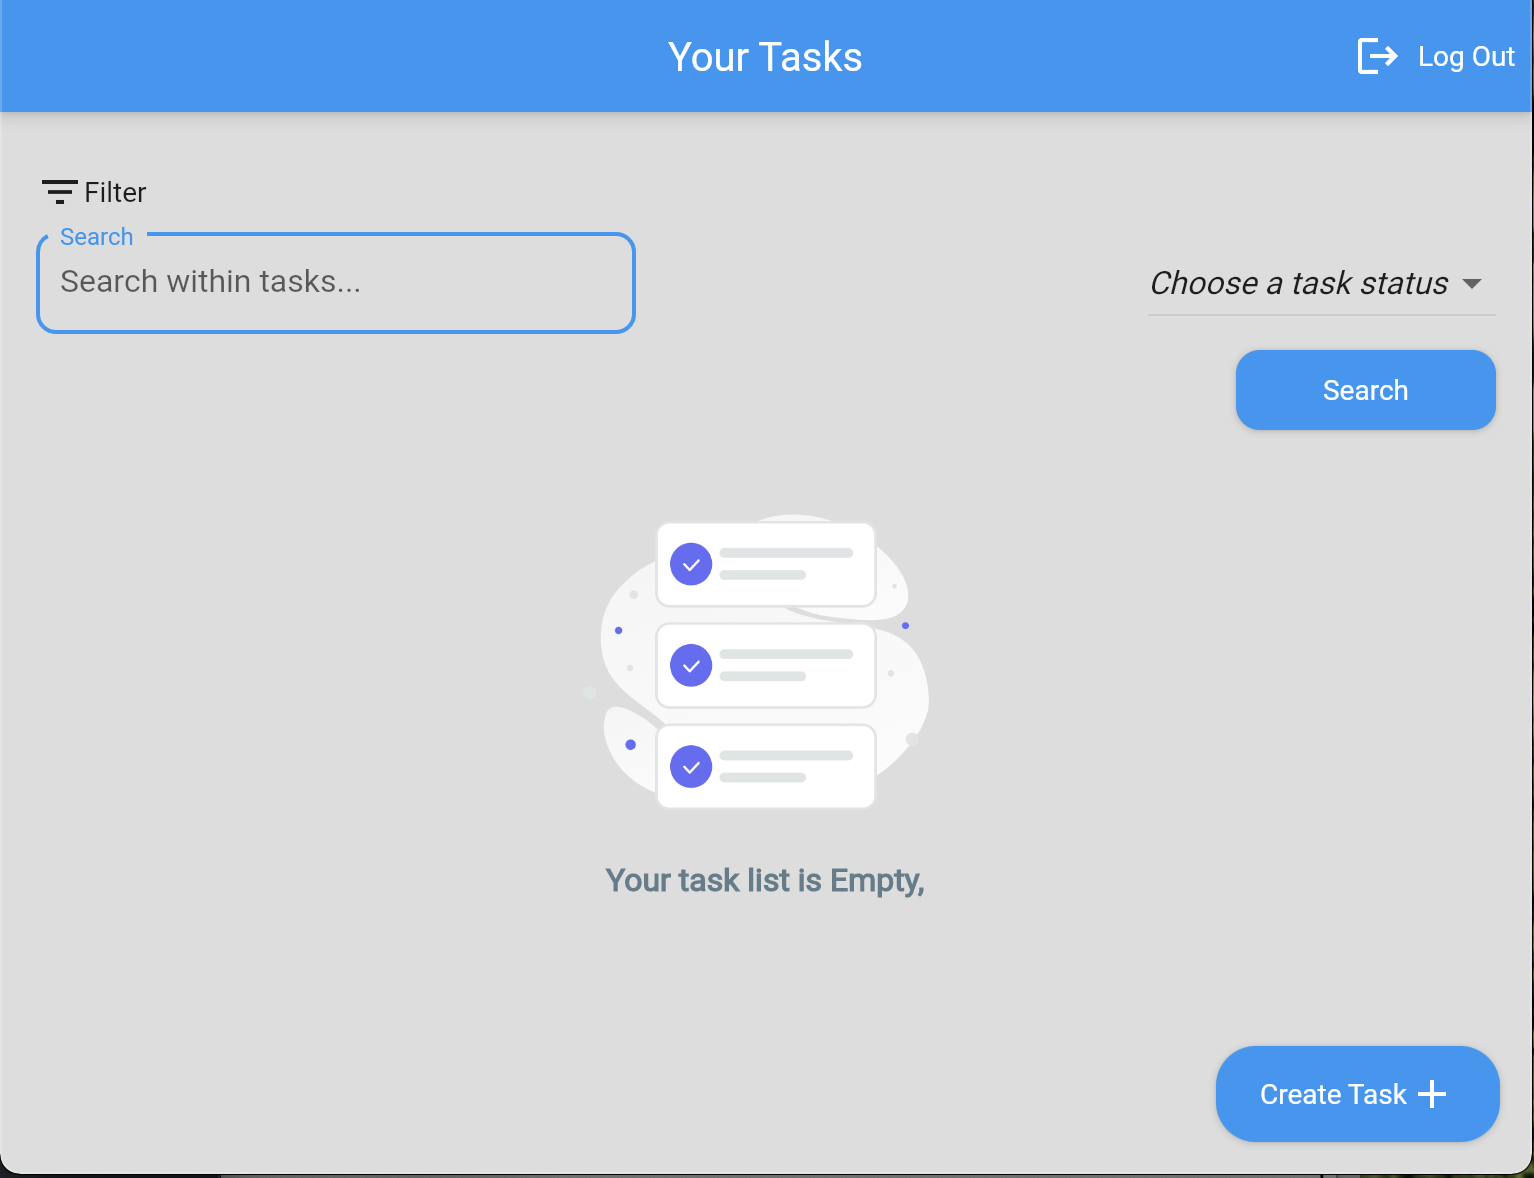 Your Tasks
Log Out
Filter
Search
Search within tasks...
Choose a task status
Search
Your task list is Empty,
Create Task